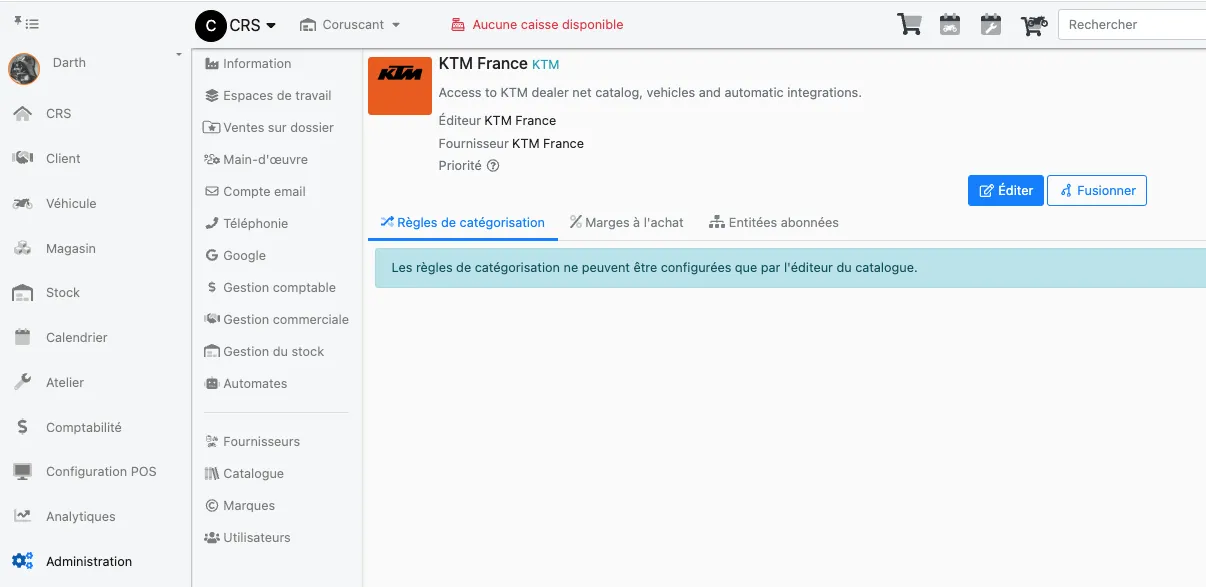 C CRS Coruscant Aucune caisse disponible Rechercher
Darth
CRS
Client
Véhicule
Magasin
Stock
Calendrier
Atelier
Comptabilité
Configuration POS
Analytiques
Administration
Information
Espaces de travail
Ventes sur dossier
Main-d'œuvre
Compte email
Téléphonie
Google
Gestion comptable
Gestion commerciale
Gestion du stock
Automates
Fournisseurs
Catalogue
Marques
Utilisateurs
KTM
KTM France KTM
Access to KTM dealer net catalog, vehicles and automatic integrations.
Éditeur KTM France
Fournisseur KTM France
Priorité
Éditer Fusionner
Règles de catégorisation Marges à l'achat Entitées abonnées
Les règles de catégorisation ne peuvent être configurées que par l'éditeur du catalogue.